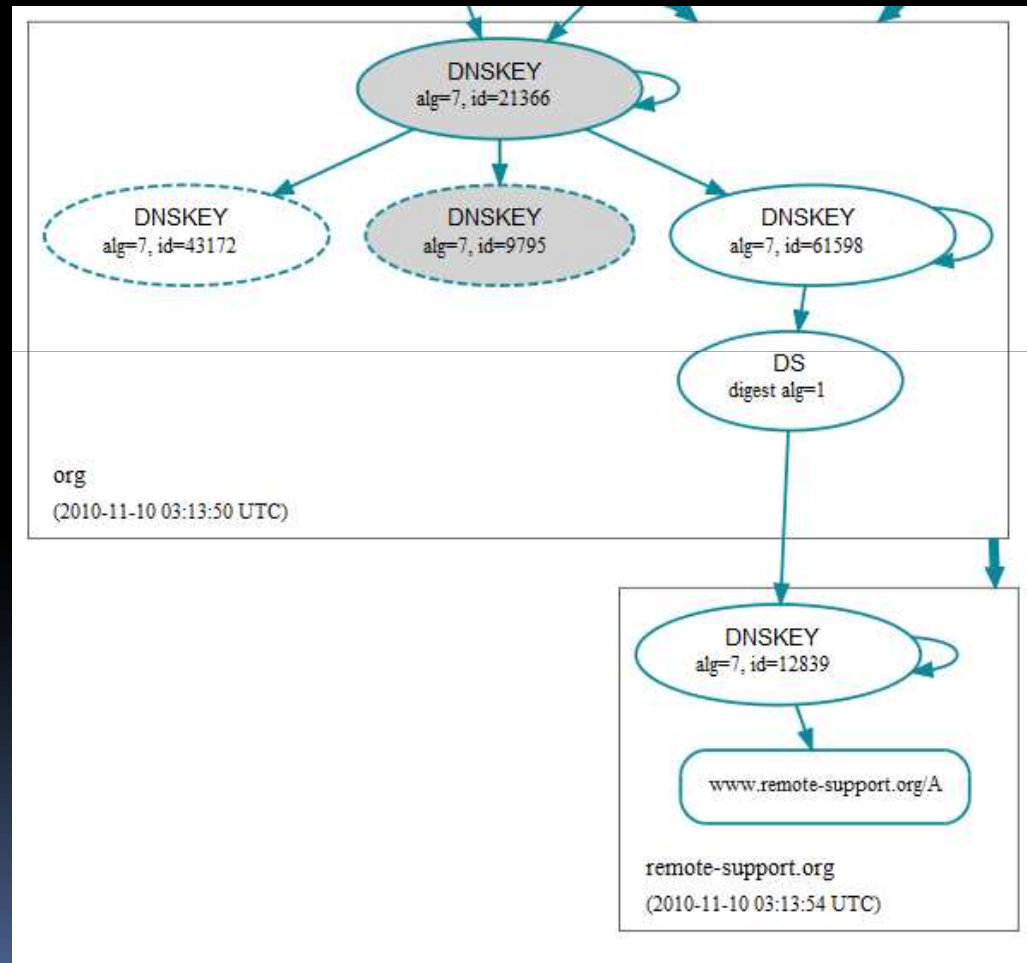 DNSKEY
alg=7, id=21366
DNSKEY
alg=7, id=43172
DNSKEY
alg=7, id=9795
DNSKEY
alg=7, id=61598
DS
digest alg=1
org
(2010-11-10 03:13:50 UTC)
DNSKEY
alg=7, id=12839
www.remote-support.org/A
remote-support.org
(2010-11-10 03:13:54 UTC)